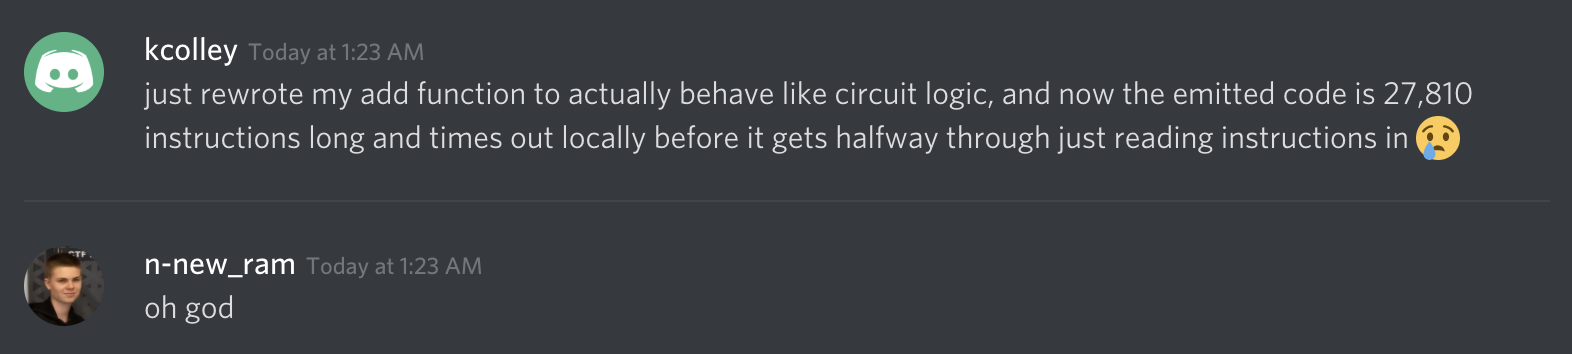 kcolley Today at 1:23 AM
just rewrote my add function to actually behave like circuit logic, and now the emitted code is 27,810
instructions long and times out locally before it gets halfway through just reading instructions in 😢
n-new_ram Today at 1:23 AM
oh god